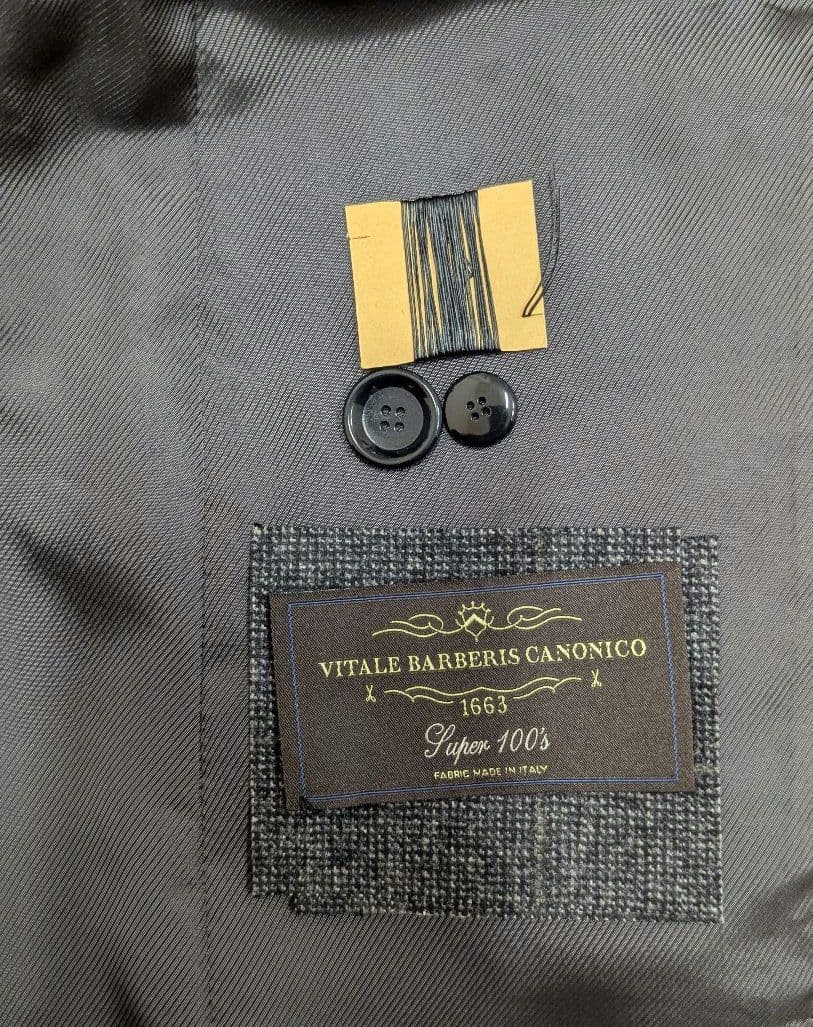 VITALE BARBERIS CANONICO
1663
Super 100's
FABRIC MADE IN ITALY